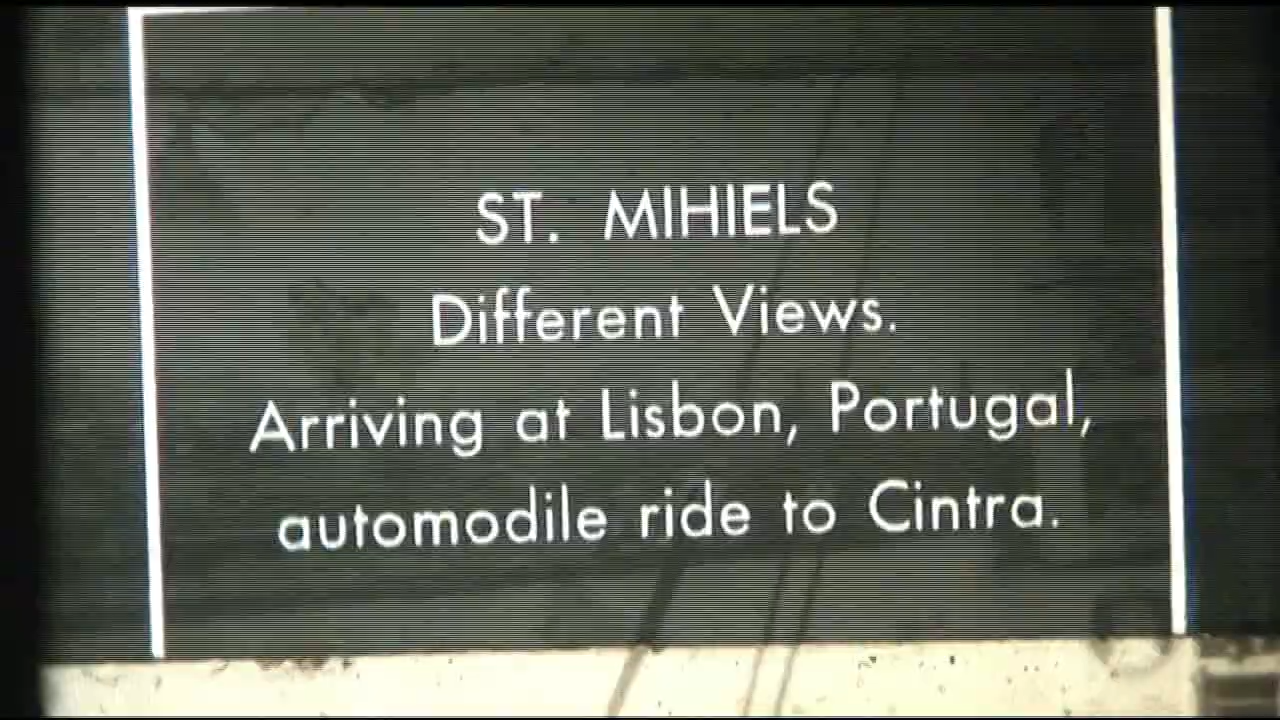 ST. MIHIELS
Different Views.
Arriving at Lisbon, Portugal,
automodile ride to Cintra.